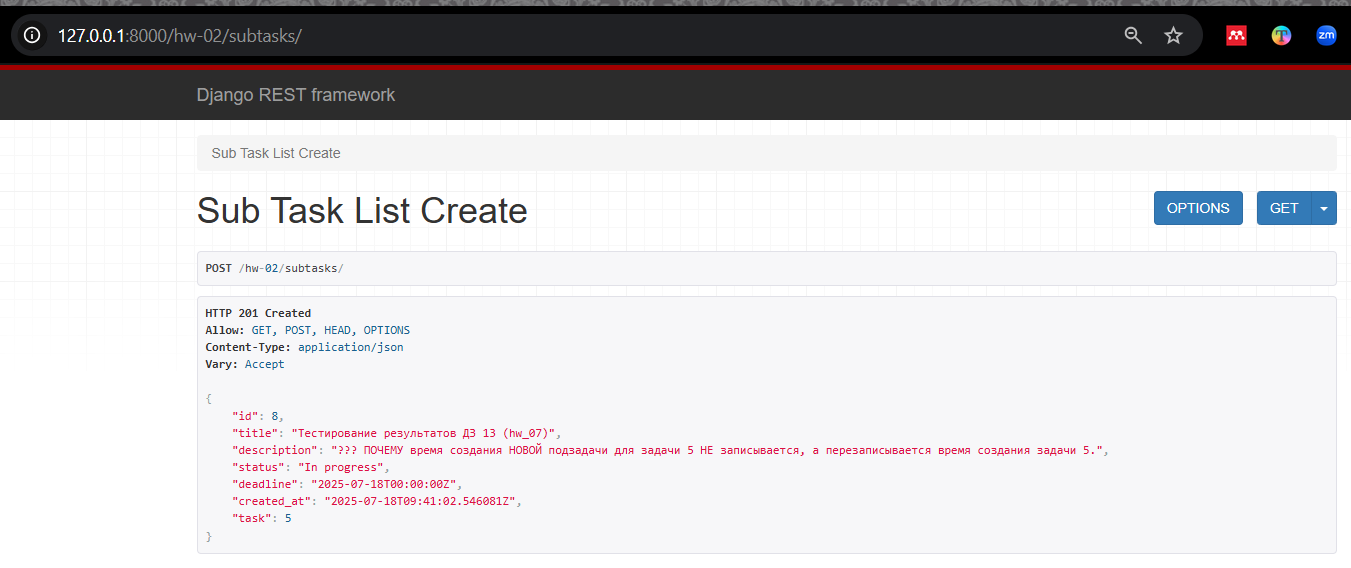 127.0.0.1:8000/hw-02/subtasks/
zm
Django REST framework
Sub Task List Create
Sub Task List Create
OPTIONS
GET
POST /hw-02/subtasks/
HTTP 201 Created
Allow: GET, POST, HEAD, OPTIONS
Content-Type: application/json
Vary: Accept
{
    "id": 8,
    "title": "Тестирование результатов ДЗ 13 (hw_07)",
    "description": "??? ПОЧЕМУ время создания НОВОЙ подзадачи для задачи 5 НЕ записывается, а перезаписывается время создания задачи 5.",
    "status": "In progress",
    "deadline": "2025-07-18T00:00:00Z",
    "created_at": "2025-07-18T09:41:02.546081Z",
    "task": 5
}